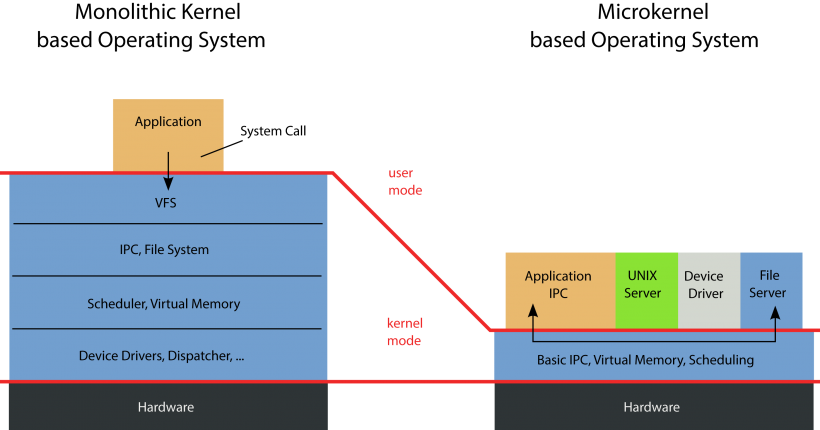 Monolithic Kernel
based Operating System
Microkernel
based Operating System
Application
System Call
user
mode
VFS
IPC, File System
Scheduler, Virtual Memory
Device Drivers, Dispatcher, ...
Hardware
kernel
mode
Application
IPC
UNIX
Server
Device
Driver
File
Server
Basic IPC, Virtual Memory, Scheduling
Hardware